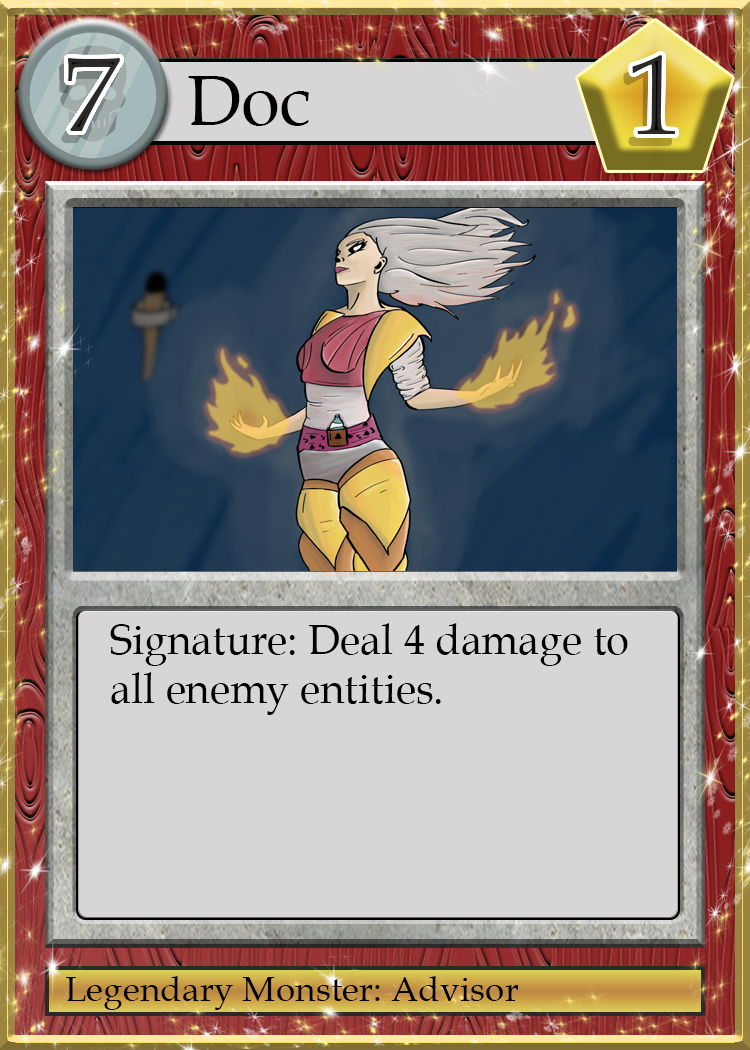 7 Doc 1
Signature: Deal 4 damage to
all enemy entities.
Legendary Monster: Advisor